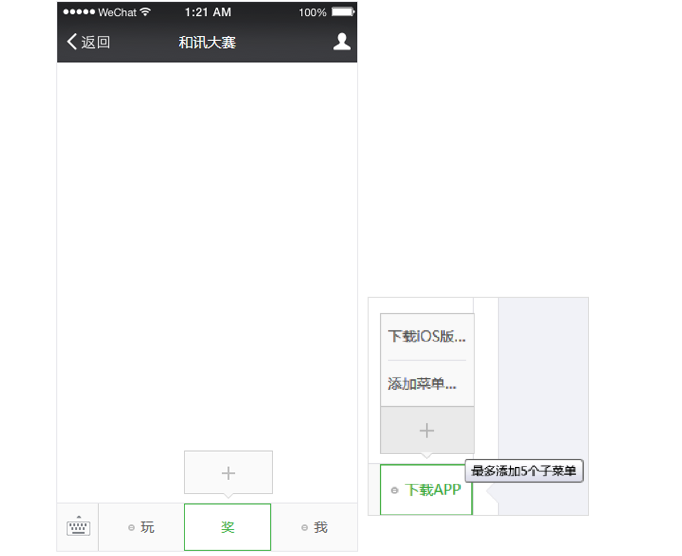 WeChat 1:21 AM 100%
返回 和讯大赛
+
玩 奖 我
下载iOS版...
添加菜单...
+
最多添加5个子菜单
下载APP